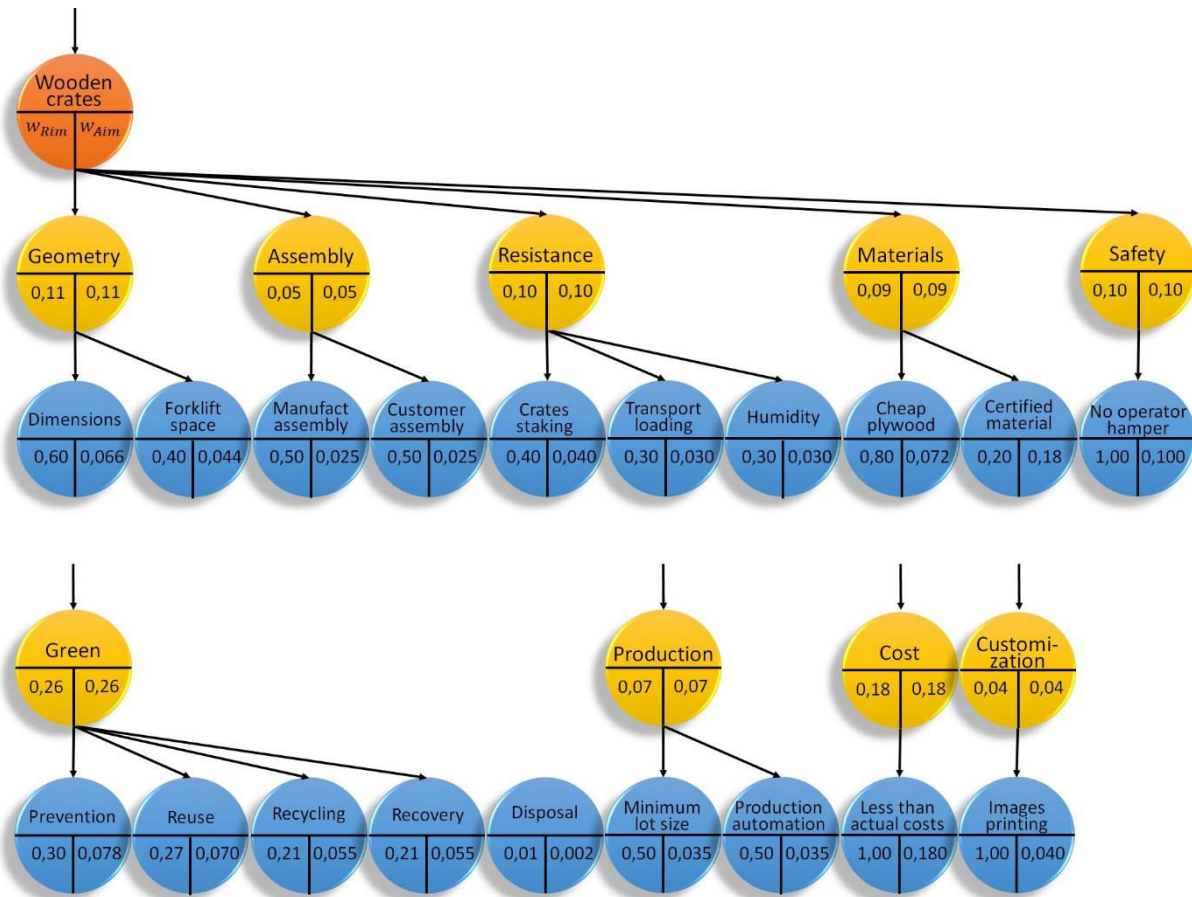 Wooden
crates
W_Rim W_Aim
Geometry
0,11 0,11
Assembly
0,05 0,05
Resistance
0,10 0,10
Materials
0,09 0,09
Safety
0,10 0,10
Dimensions
0,60 0,066
Forklift
space
0,40 0,044
Manufact
assembly
0,50 0,025
Customer
assembly
0,50 0,025
Crates
staking
0,40 0,040
Transport
loading
0,30 0,030
Humidity
0,30 0,030
Cheap
plywood
0,80 0,072
Certified
material
0,20 0,18
No operator
hamper
1,00 0,100
Green
0,26 0,26
Production
0,07 0,07
Cost
0,18 0,18
Customi-
zation
0,04 0,04
Prevention
0,30 0,078
Reuse
0,27 0,070
Recycling
0,21 0,055
Recovery
0,21 0,055
Disposal
0,01 0,002
Minimum
lot size
0,50 0,035
Production
automation
0,50 0,035
Less than
actual costs
1,00 0,180
Images
printing
1,00 0,040